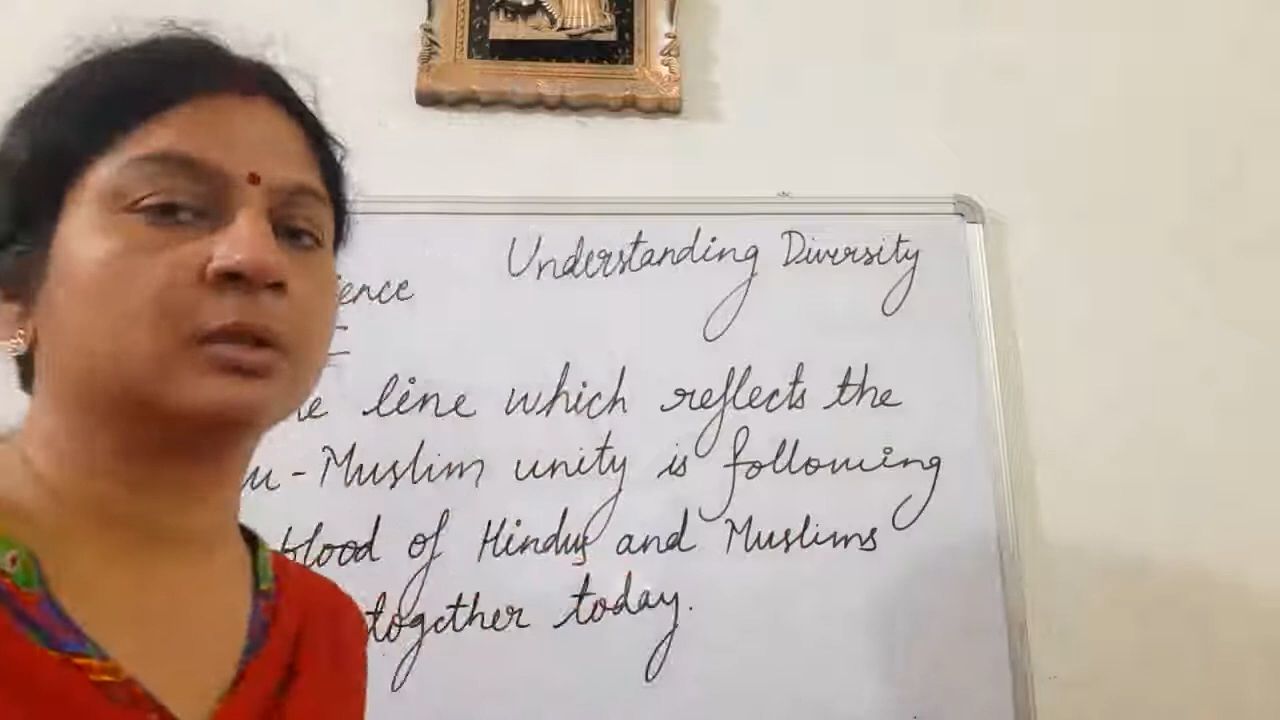 Understanding Diversity
ence
e line which reflects the
u-Muslim unity is following
blood of Hindus and Muslims
together today.